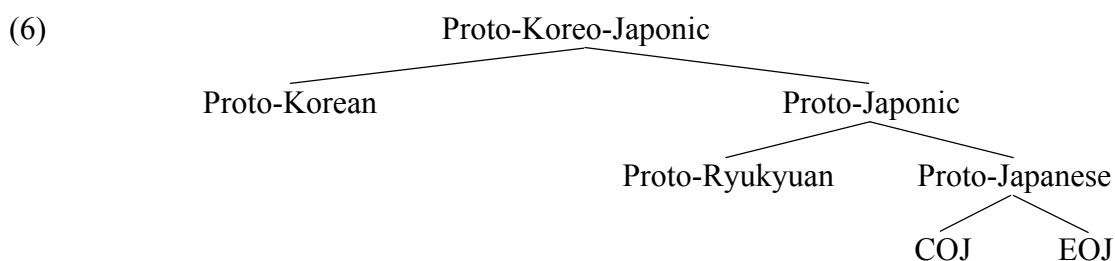 (6) Proto-Koreo-Japonic
Proto-Korean Proto-Japonic
Proto-Ryukyuan Proto-Japanese
COJ EOJ